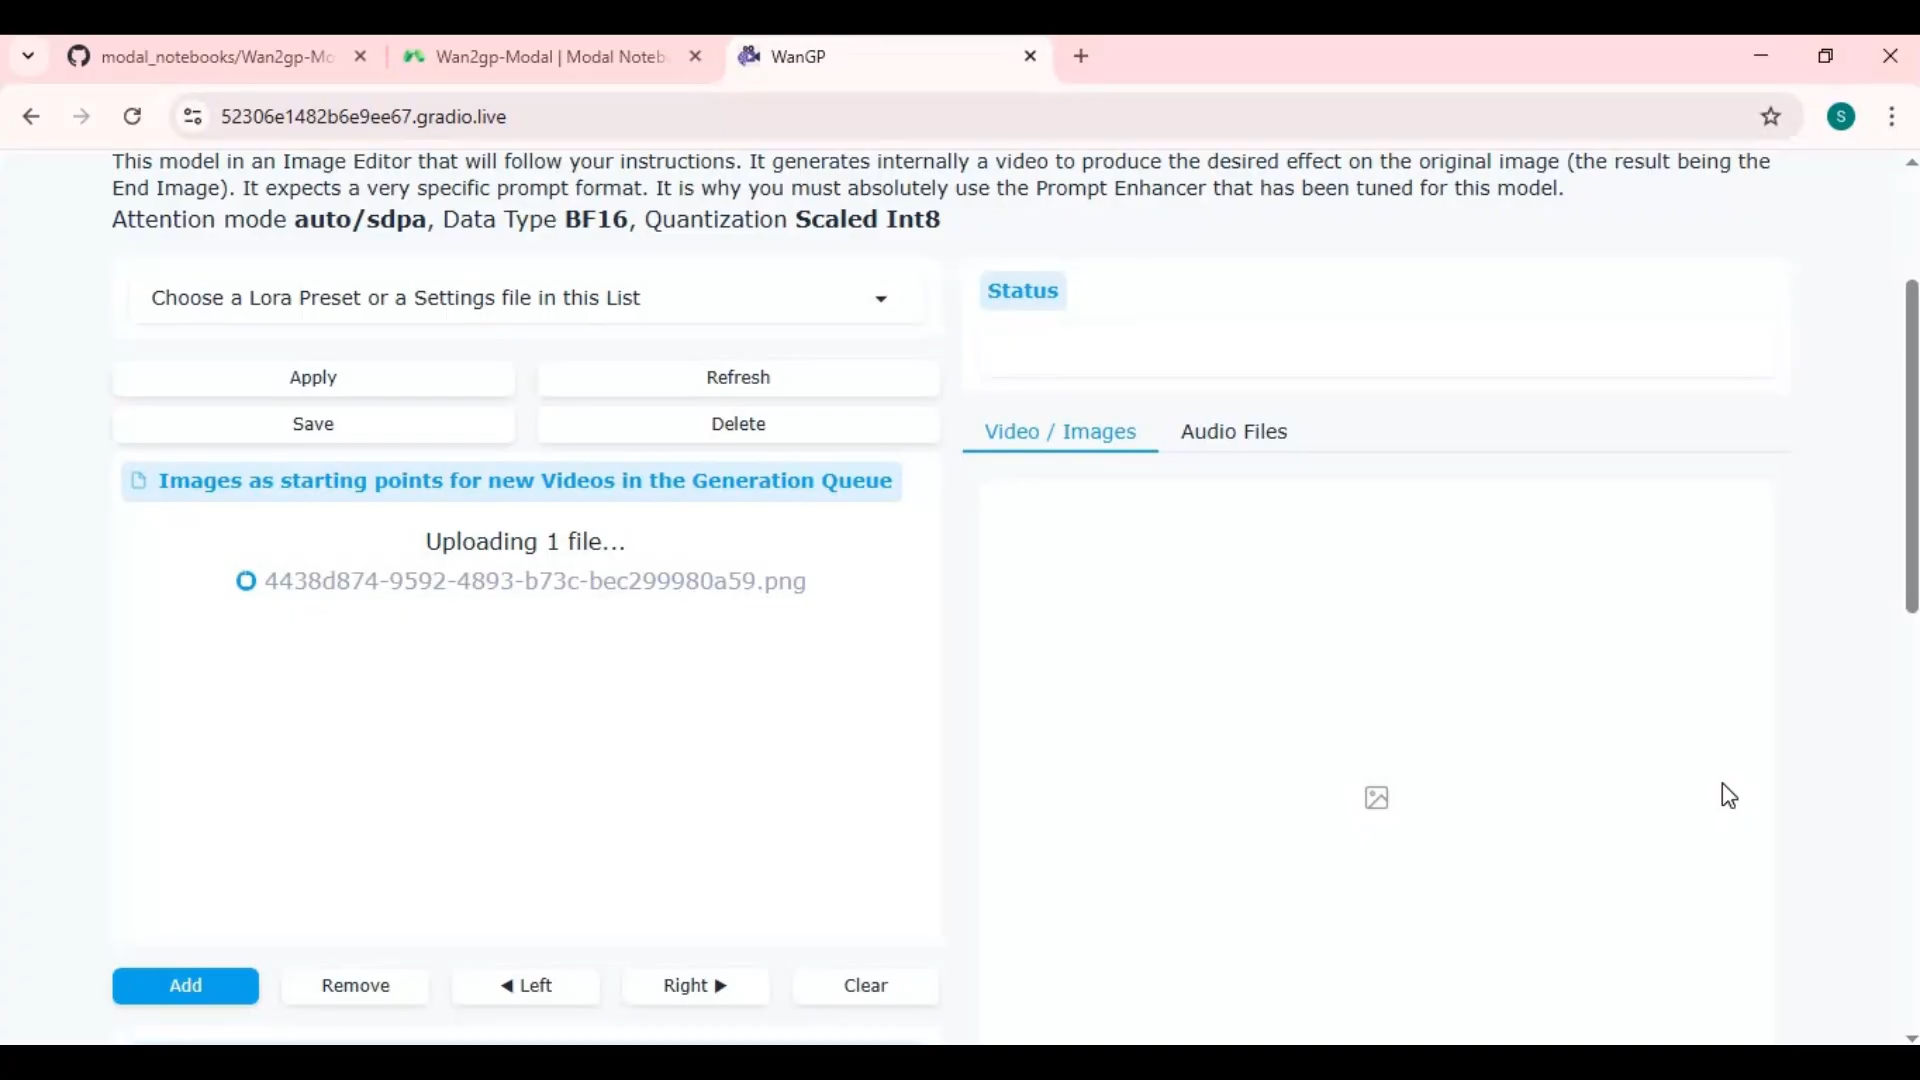 modal_notebooks/Wan2gp-Mo
Wan2gp-Modal | Modal Noteb
WanGP
52306e1482b6e9ee67.gradio.live
S
This model in an Image Editor that will follow your instructions. It generates internally a video to produce the desired effect on the original image (the result being the
End Image). It expects a very specific prompt format. It is why you must absolutely use the Prompt Enhancer that has been tuned for this model.
Attention mode auto/sdpa, Data Type BF16, Quantization Scaled Int8
Choose a Lora Preset or a Settings file in this List
Status
Apply
Refresh
Save
Delete
Video / Images
Audio Files
Images as starting points for new Videos in the Generation Queue
Uploading 1 file...
4438d874-9592-4893-b73c-bec299980a59.png
Add
Remove
◀ Left
Right ▶
Clear